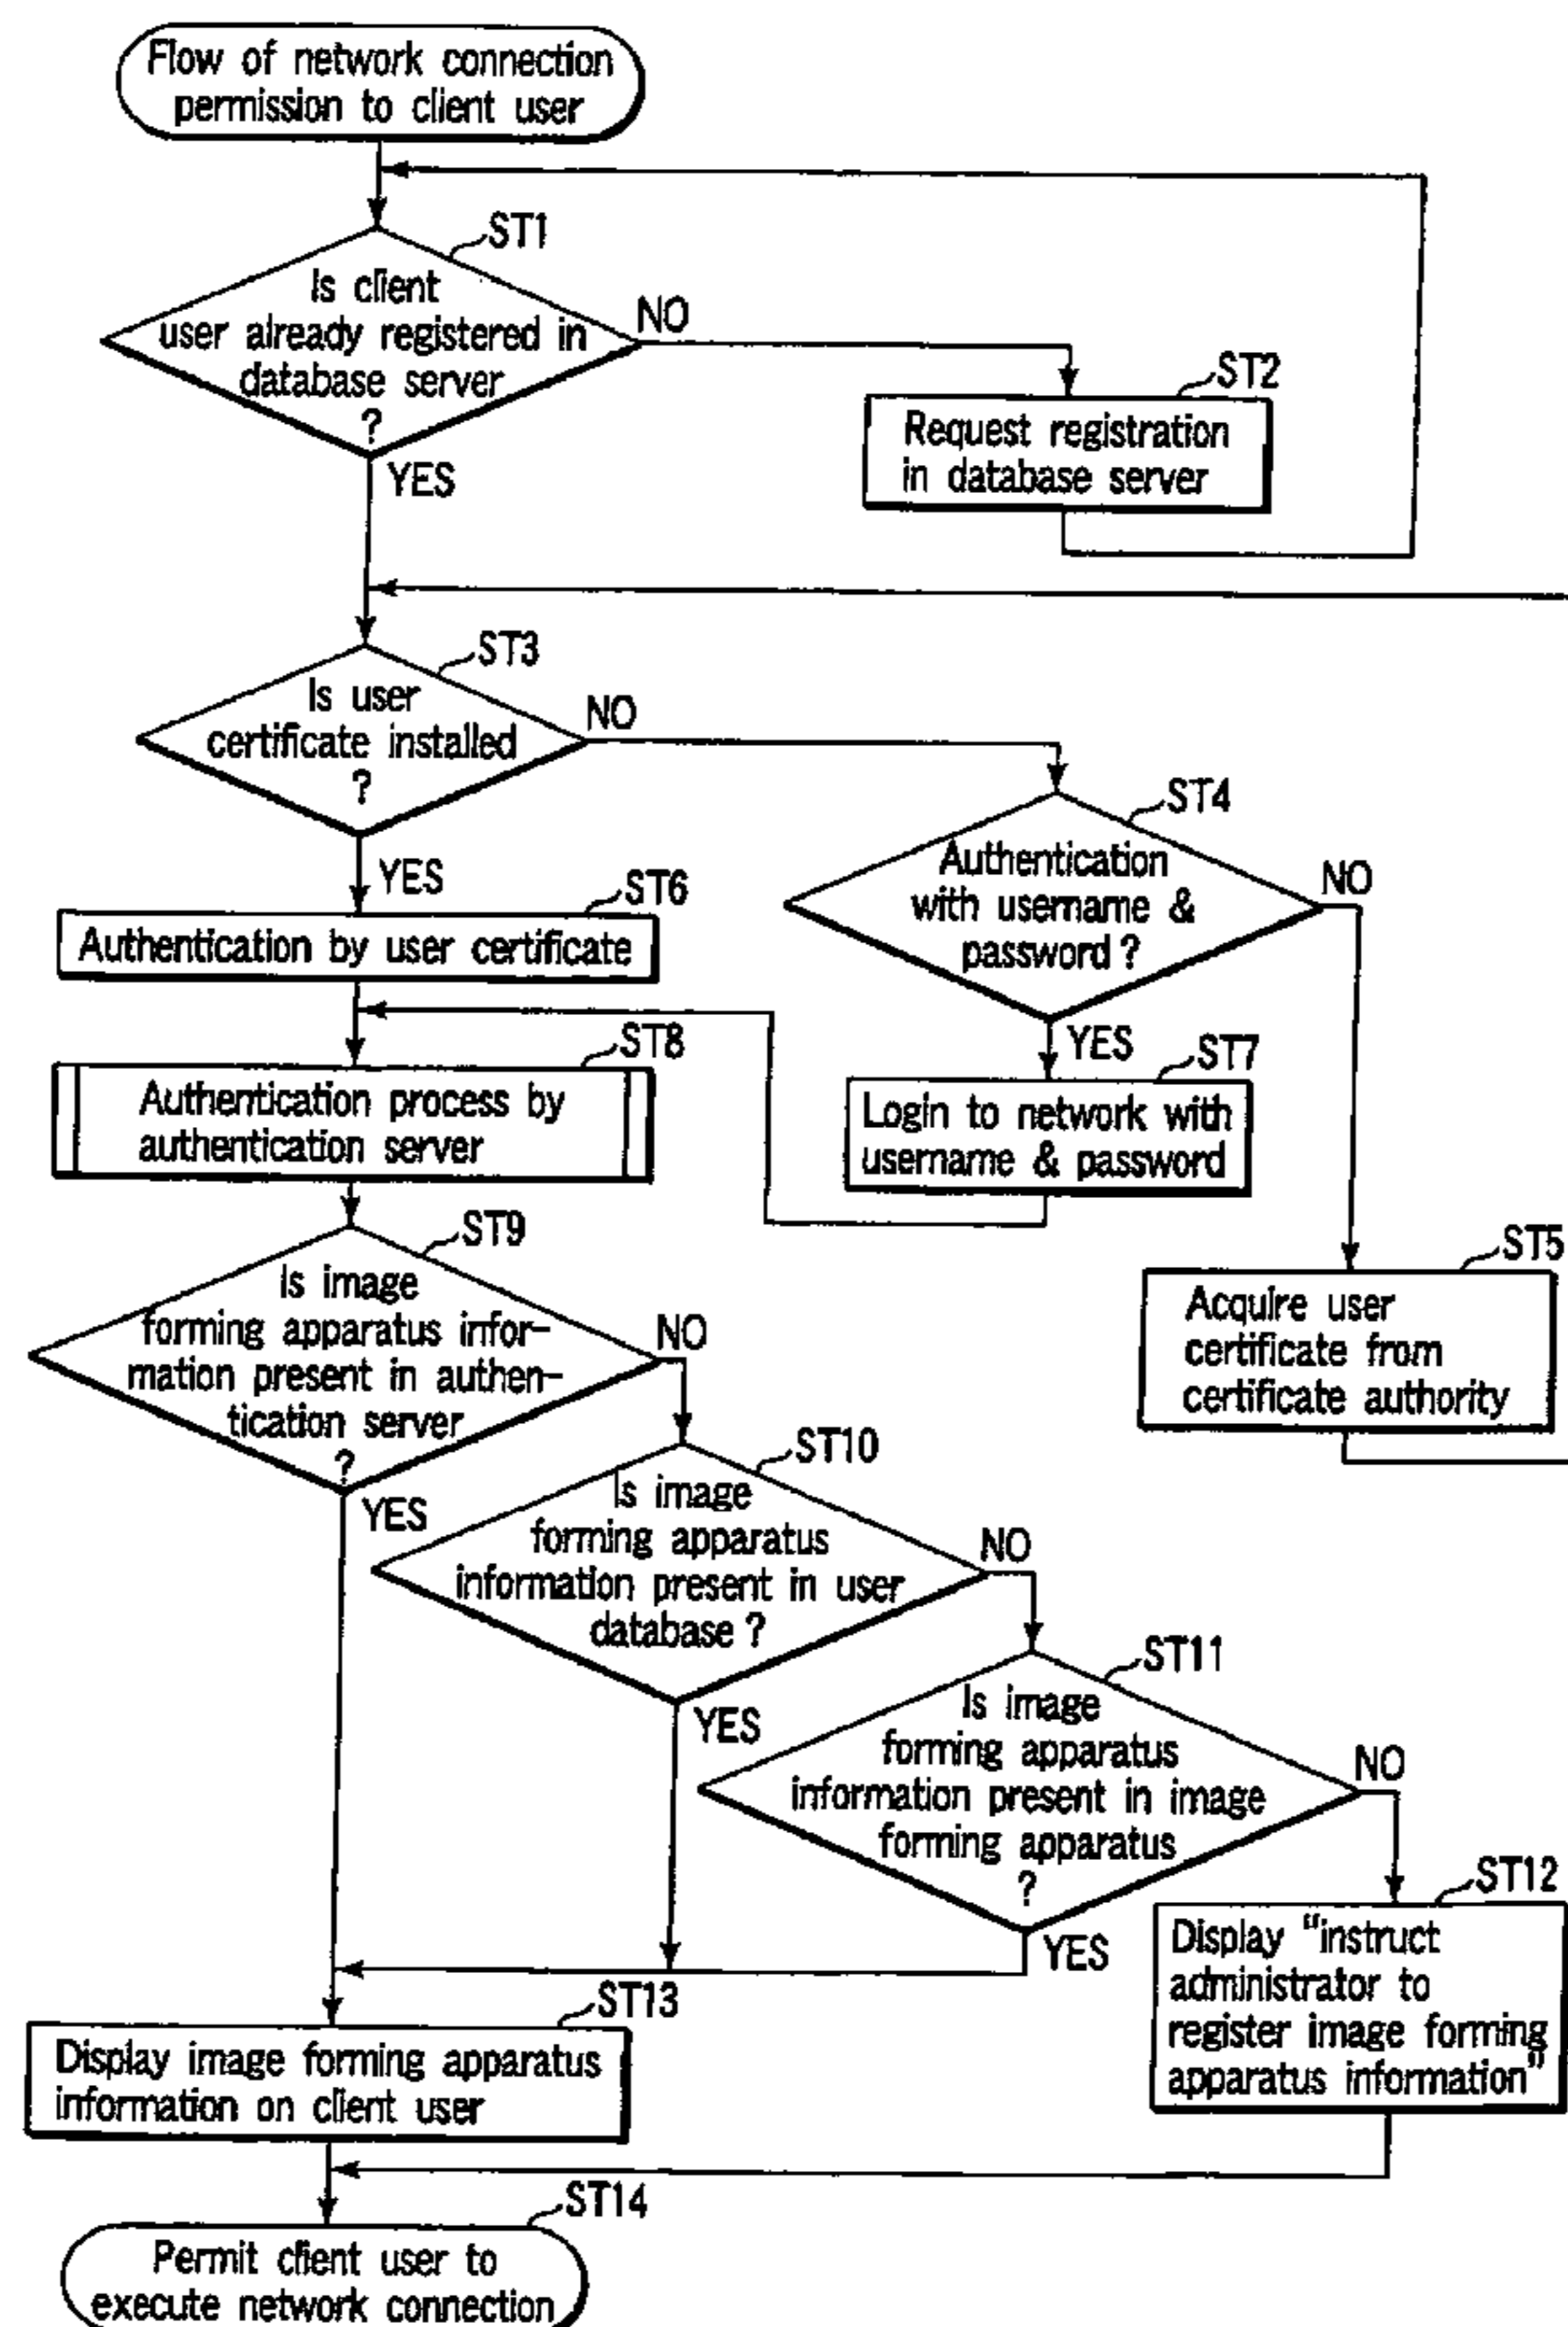 Flow of network connection
permission to client user
ST1
Is client
user already registered in
database server
?
NO
YES
ST2
Request registration
in database server
ST3
Is user
certificate installed
?
NO
YES
ST4
Authentication
with username &
password ?
NO
YES
ST6
Authentication by user certificate
ST8
Authentication process by
authentication server
ST7
Login to network with
username & password
ST5
Acquire user
certificate from
certificate authority
ST9
Is image
forming apparatus infor-
mation present in authen-
tication server
?
NO
YES
ST10
Is image
forming apparatus
information present in user
database ?
NO
YES
ST11
Is image
forming apparatus
information present in image
forming apparatus
?
NO
YES
ST12
Display "instruct
administrator to
register image forming
apparatus information"
ST13
Display image forming apparatus
information on client user
ST14
Permit client user to
execute network connection